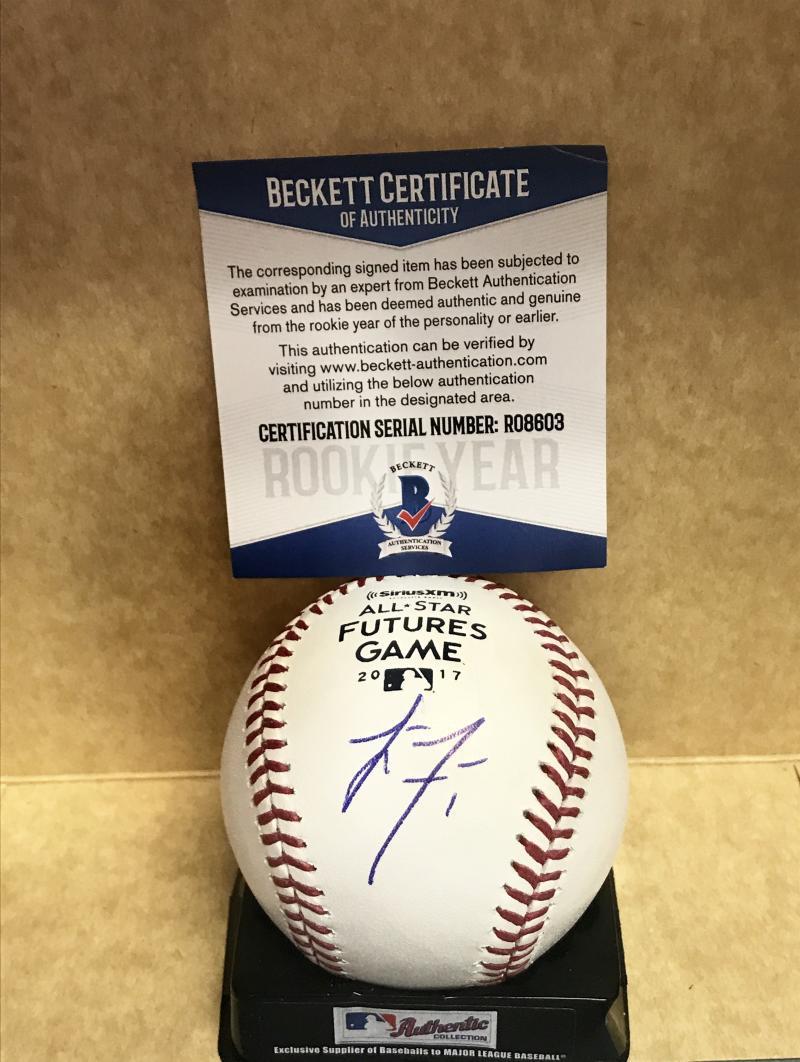 BECKETT CERTIFICATE
OF AUTHENTICITY
The corresponding signed item has been subjected to
examination by an expert from Beckett Authentication
Services and has been deemed authentic and genuine
from the rookie year of the personality or earlier.
This authentication can be verified by
visiting www.beckett-authentication.com
and utilizing the below authentication
number in the designated area.
CERTIFICATION SERIAL NUMBER: R08603
ROOKIE YEAR
BECKETT
B
AUTHENTICATION
SERVICES
((SiriusXM))
ALL★STAR
FUTURES
GAME
20 17
Authentic
COLLECTION
Exclusive Supplier of Baseballs to MAJOR LEAGUE BASEBALL